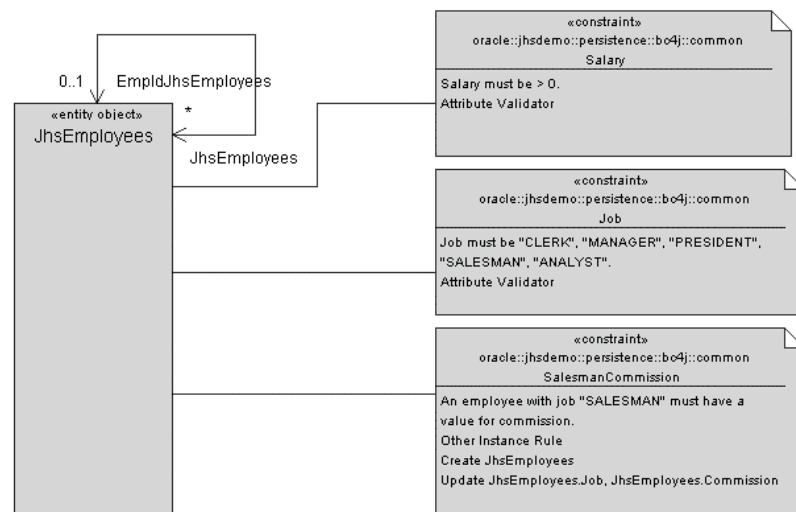 0..1 EmpIdJhsEmployees
*
«entity object»
JhsEmployees
JhsEmployees
«constraint»
oracle::jhsdemo::persistence::bc4j::common
Salary
Salary must be > 0.
Attribute Validator
«constraint»
oracle::jhsdemo::persistence::bc4j::common
Job
Job must be "CLERK", "MANAGER", "PRESIDENT",
"SALESMAN", "ANALYST".
Attribute Validator
«constraint»
oracle::jhsdemo::persistence::bc4j::common
SalesmanCommission
An employee with job "SALESMAN" must have a
value for commission.
Other Instance Rule
Create JhsEmployees
Update JhsEmployees.Job, JhsEmployees.Commission